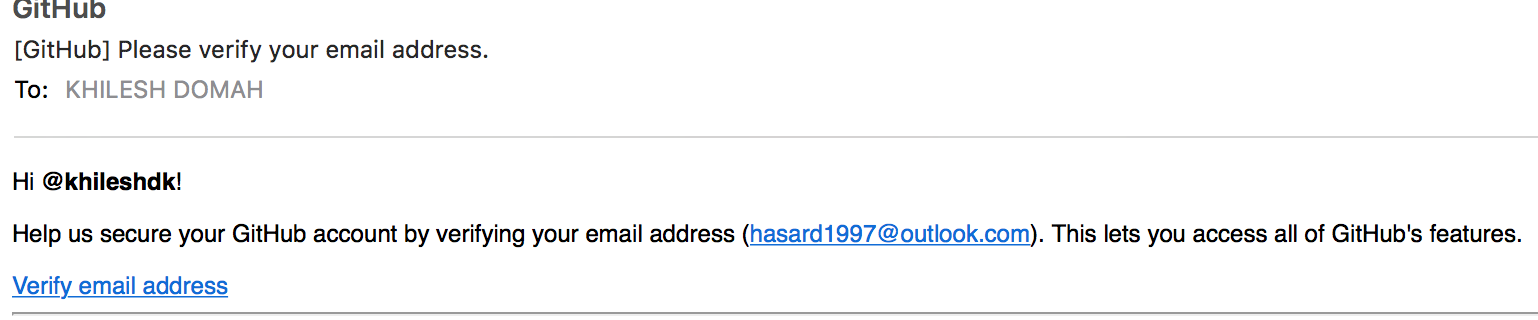 GitHub
[GitHub] Please verify your email address.
To: KHILESH DOMAH
Hi @khileshdk!
Help us secure your GitHub account by verifying your email address (hasard1997@outlook.com). This lets you access all of GitHub's features.
Verify email address